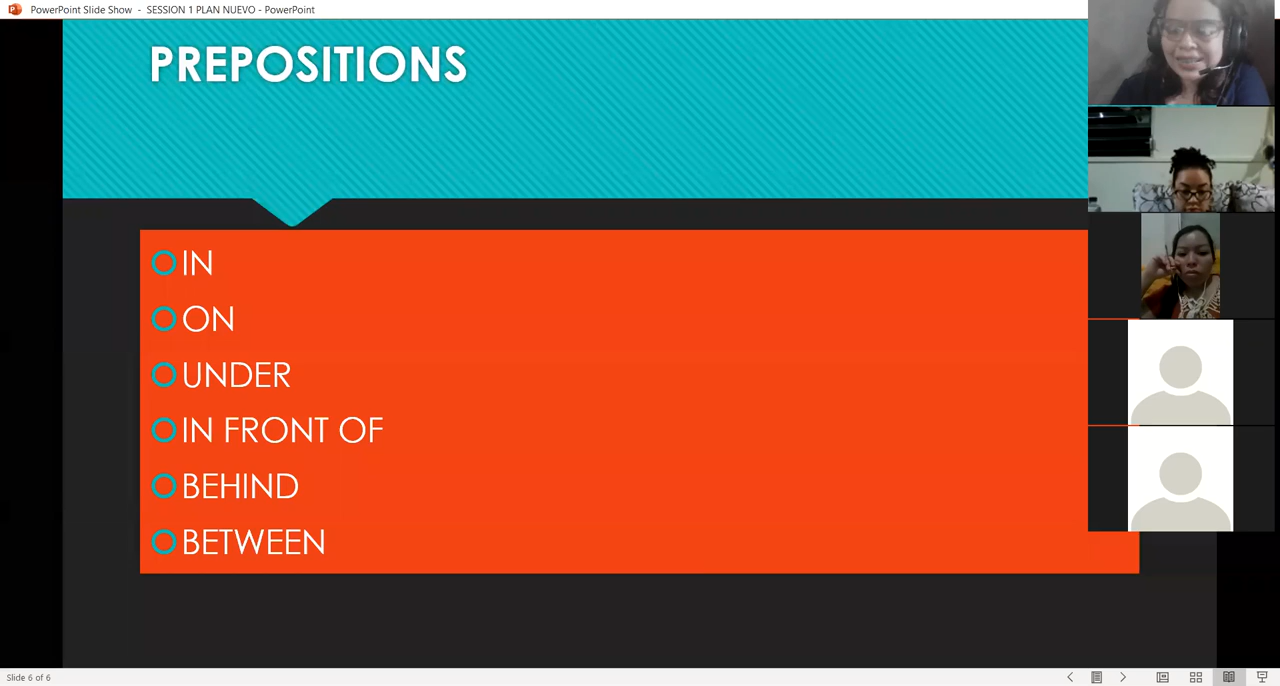 PowerPoint Slide Show - SESSION 1 PLAN NUEVO - PowerPoint
PREPOSITIONS
IN
ON
UNDER
IN FRONT OF
BEHIND
BETWEEN
Slide 6 of 6